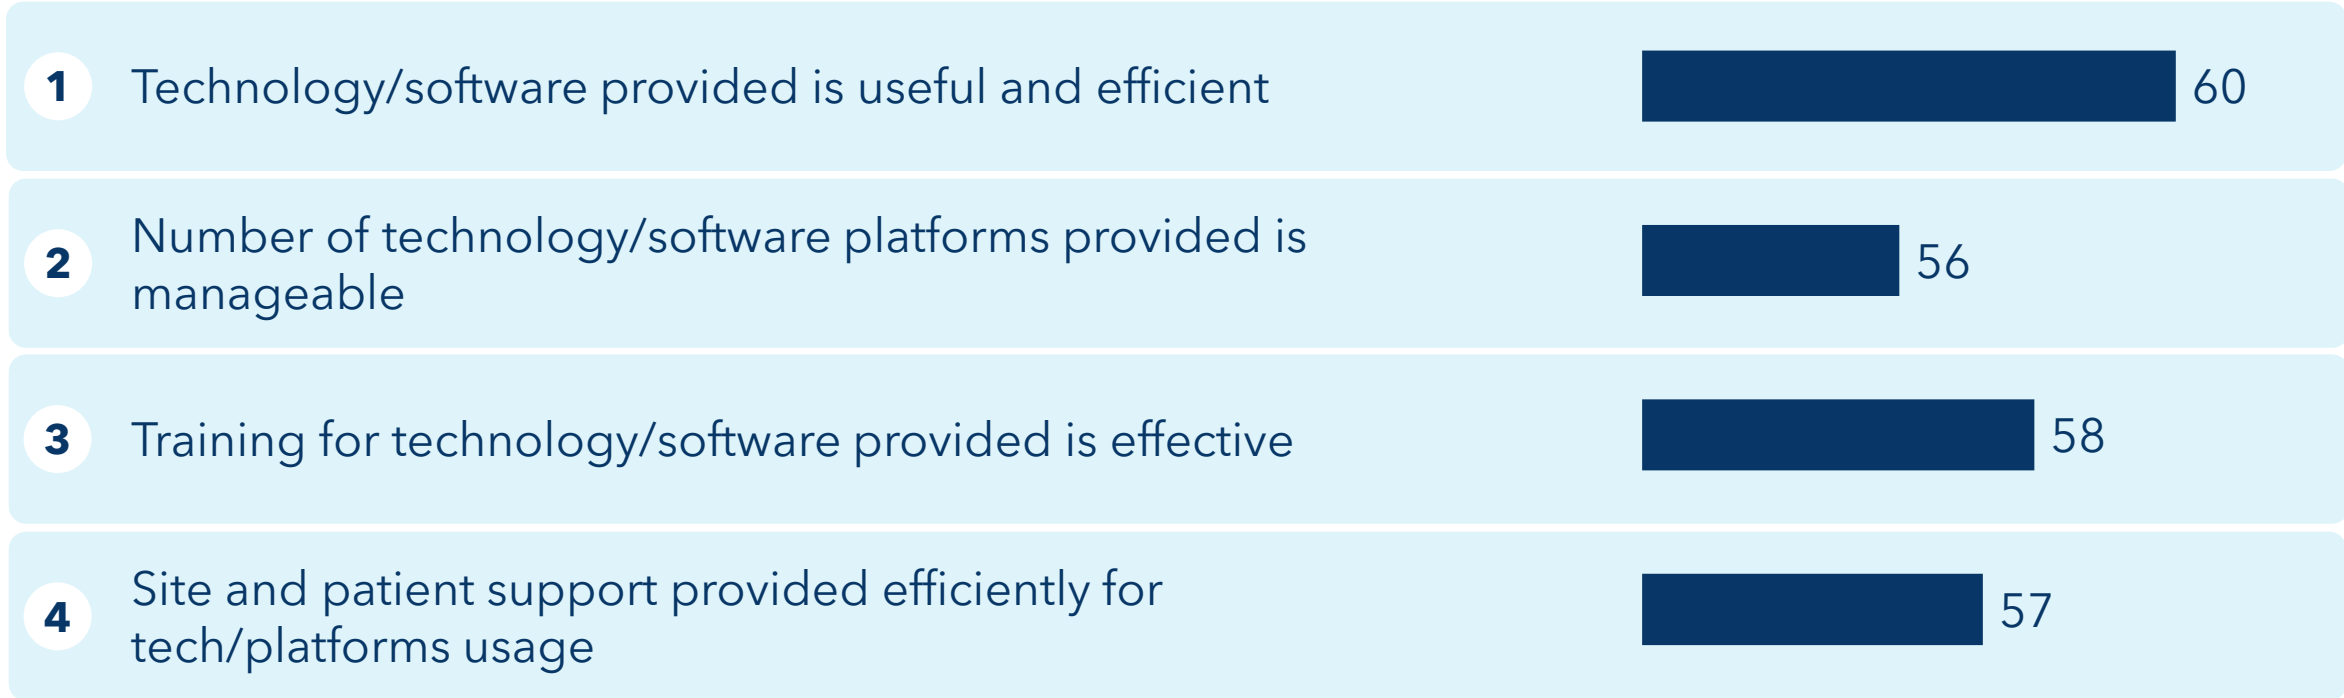 1
Technology/software provided is useful and efficient
60
2
Number of technology/software platforms provided is
manageable
56
3
Training for technology/software provided is effective
58
4
Site and patient support provided efficiently for
tech/platforms usage
57